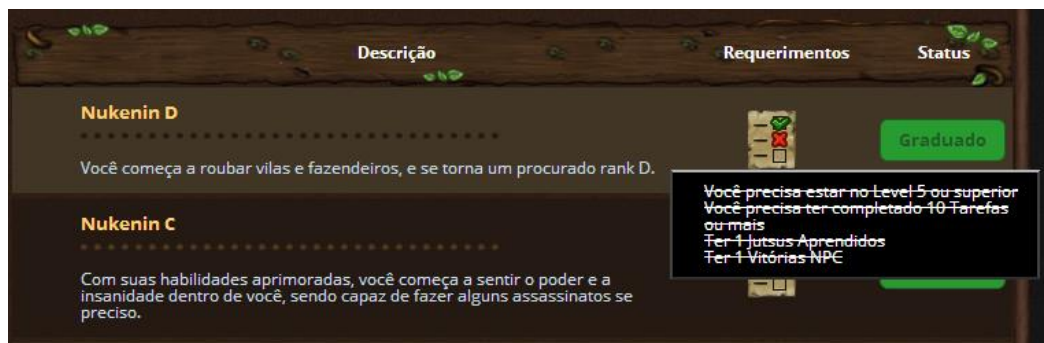 Descrição Requerimentos Status
Nukenin D
Graduado
Você começa a roubar vilas e fazendeiros, e se torna um procurado rank D.
Você precisa estar no Level 5 ou superior
Você precisa ter completado 10 Tarefas
ou mais
Ter 1 Jutsus Aprendidos
Ter 1 Vitórias NPC
Nukenin C
Com suas habilidades aprimoradas, você começa a sentir o poder e a
insanidade dentro de você, sendo capaz de fazer alguns assassinatos se
preciso.